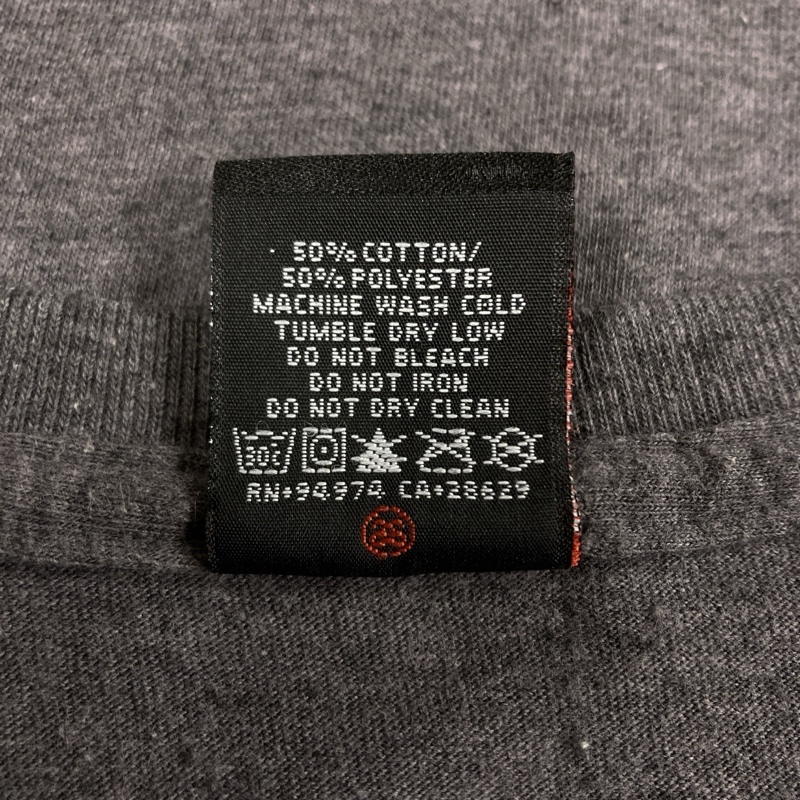 50% COTTON/
50% POLYESTER
MACHINE WASH COLD
TUMBLE DRY LOW
DO NOT BLEACH
DO NOT IRON
DO NOT DRY CLEAN
30c
RN+94974 CA+28629